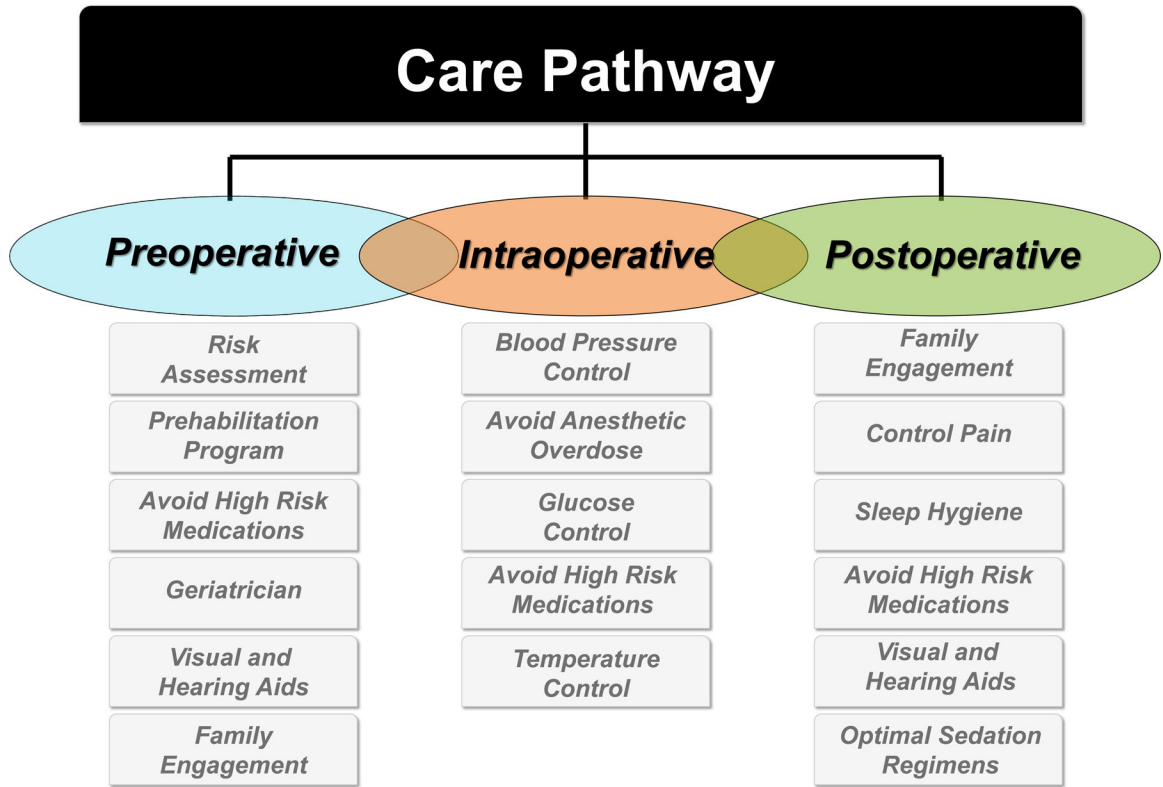 Care Pathway
Preoperative
Intraoperative
Postoperative
Risk
Assessment
Prehabilitation
Program
Avoid High Risk
Medications
Geriatrician
Visual and
Hearing Aids
Family
Engagement
Blood Pressure
Control
Avoid Anesthetic
Overdose
Glucose
Control
Avoid High Risk
Medications
Temperature
Control
Family
Engagement
Control Pain
Sleep Hygiene
Avoid High Risk
Medications
Visual and
Hearing Aids
Optimal Sedation
Regimens